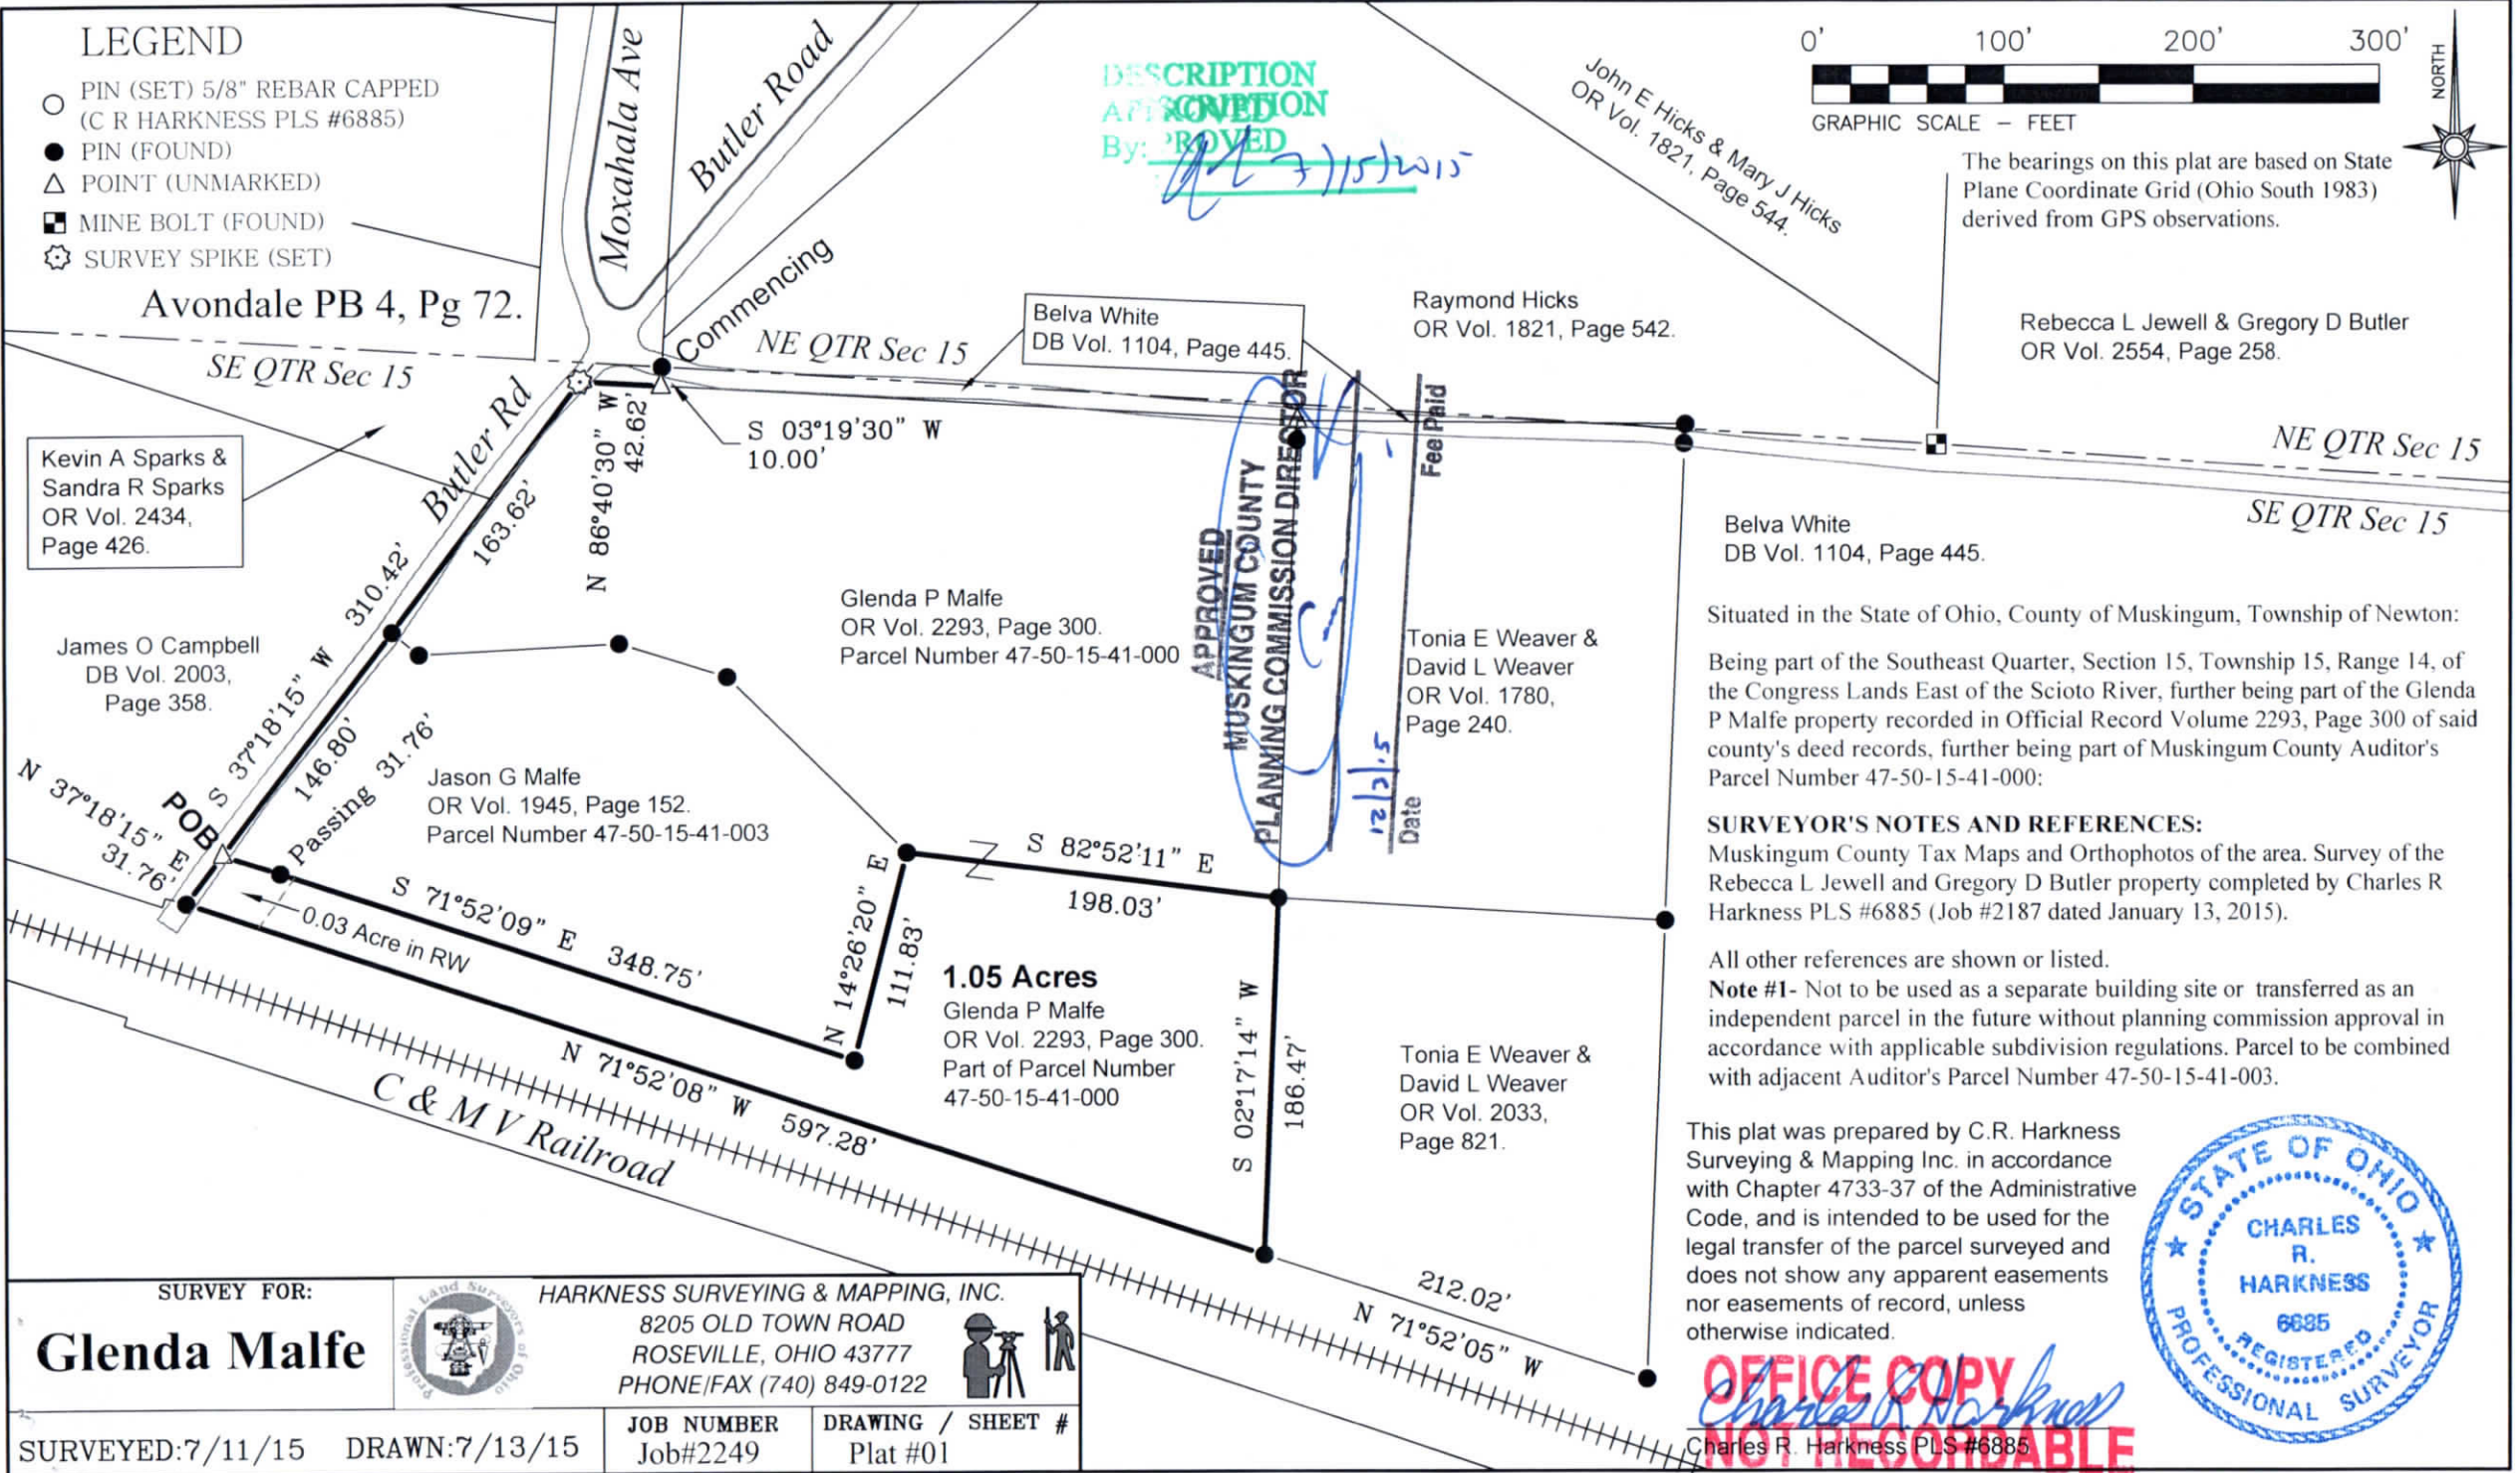 LEGEND
PIN (SET) 5/8" REBAR CAPPED
(C R HARKNESS PLS #6885)
PIN (FOUND)
POINT (UNMARKED)
MINE BOLT (FOUND)
SURVEY SPIKE (SET)
Avondale PB 4, Pg 72.
Moxahala Ave
Butler Road
Commencing
DESCRIPTION
APPROVED
SCRIPTION
PROVED
By:
7/15/2015
John E Hicks & Mary J Hicks
OR Vol. 1821, Page 544.
0' 100' 200' 300'
GRAPHIC SCALE – FEET
NORTH
The bearings on this plat are based on State
Plane Coordinate Grid (Ohio South 1983)
derived from GPS observations.
SE QTR Sec 15
NE QTR Sec 15
Belva White
DB Vol. 1104, Page 445.
Raymond Hicks
OR Vol. 1821, Page 542.
Rebecca L Jewell & Gregory D Butler
OR Vol. 2554, Page 258.
NE QTR Sec 15
SE QTR Sec 15
Kevin A Sparks &
Sandra R Sparks
OR Vol. 2434,
Page 426.
Butler Rd
N 86°40'30" W
42.62'
S 03°19'30" W
10.00'
163.62'
S 37°18'15" W 310.42'
146.80'
James O Campbell
DB Vol. 2003,
Page 358.
Glenda P Malfe
OR Vol. 2293, Page 300.
Parcel Number 47-50-15-41-000
APPROVED
MUSKINGUM COUNTY
PLANNING COMMISSION DIRECTOR
Fee Paid
Date
Tonia E Weaver &
David L Weaver
OR Vol. 1780,
Page 240.
Belva White
DB Vol. 1104, Page 445.
N 37°18'15" E
31.76'
POB
Passing 31.76'
Jason G Malfe
OR Vol. 1945, Page 152.
Parcel Number 47-50-15-41-003
S 71°52'09" E 348.75'
0.03 Acre in RW
N 14°26'20" E
111.83'
S 82°52'11" E
198.03'
1.05 Acres
Glenda P Malfe
OR Vol. 2293, Page 300.
Part of Parcel Number
47-50-15-41-000
S 02°17'14" W
186.47'
Tonia E Weaver &
David L Weaver
OR Vol. 2033,
Page 821.
N 71°52'08" W 597.28'
C & M V Railroad
212.02'
N 71°52'05" W
Situated in the State of Ohio, County of Muskingum, Township of Newton:
Being part of the Southeast Quarter, Section 15, Township 15, Range 14, of
the Congress Lands East of the Scioto River, further being part of the Glenda
P Malfe property recorded in Official Record Volume 2293, Page 300 of said
county's deed records, further being part of Muskingum County Auditor's
Parcel Number 47-50-15-41-000:
SURVEYOR'S NOTES AND REFERENCES:
Muskingum County Tax Maps and Orthophotos of the area. Survey of the
Rebecca L Jewell and Gregory D Butler property completed by Charles R
Harkness PLS #6885 (Job #2187 dated January 13, 2015).
All other references are shown or listed.
Note #1- Not to be used as a separate building site or transferred as an
independent parcel in the future without planning commission approval in
accordance with applicable subdivision regulations. Parcel to be combined
with adjacent Auditor's Parcel Number 47-50-15-41-003.
This plat was prepared by C.R. Harkness
Surveying & Mapping Inc. in accordance
with Chapter 4733-37 of the Administrative
Code, and is intended to be used for the
legal transfer of the parcel surveyed and
does not show any apparent easements
nor easements of record, unless
otherwise indicated.
STATE OF OHIO
CHARLES
R.
HARKNESS
6885
REGISTERED
PROFESSIONAL SURVEYOR
OFFICE COPY
Charles R Harkness
NOT RECORDABLE
Charles R. Harkness PLS #6885
SURVEY FOR:
Glenda Malfe
Professional Land Surveyors of Ohio
HARKNESS SURVEYING & MAPPING, INC.
8205 OLD TOWN ROAD
ROSEVILLE, OHIO 43777
PHONE/FAX (740) 849-0122
SURVEYED:7/11/15 DRAWN:7/13/15
JOB NUMBER
Job#2249
DRAWING / SHEET #
Plat #01